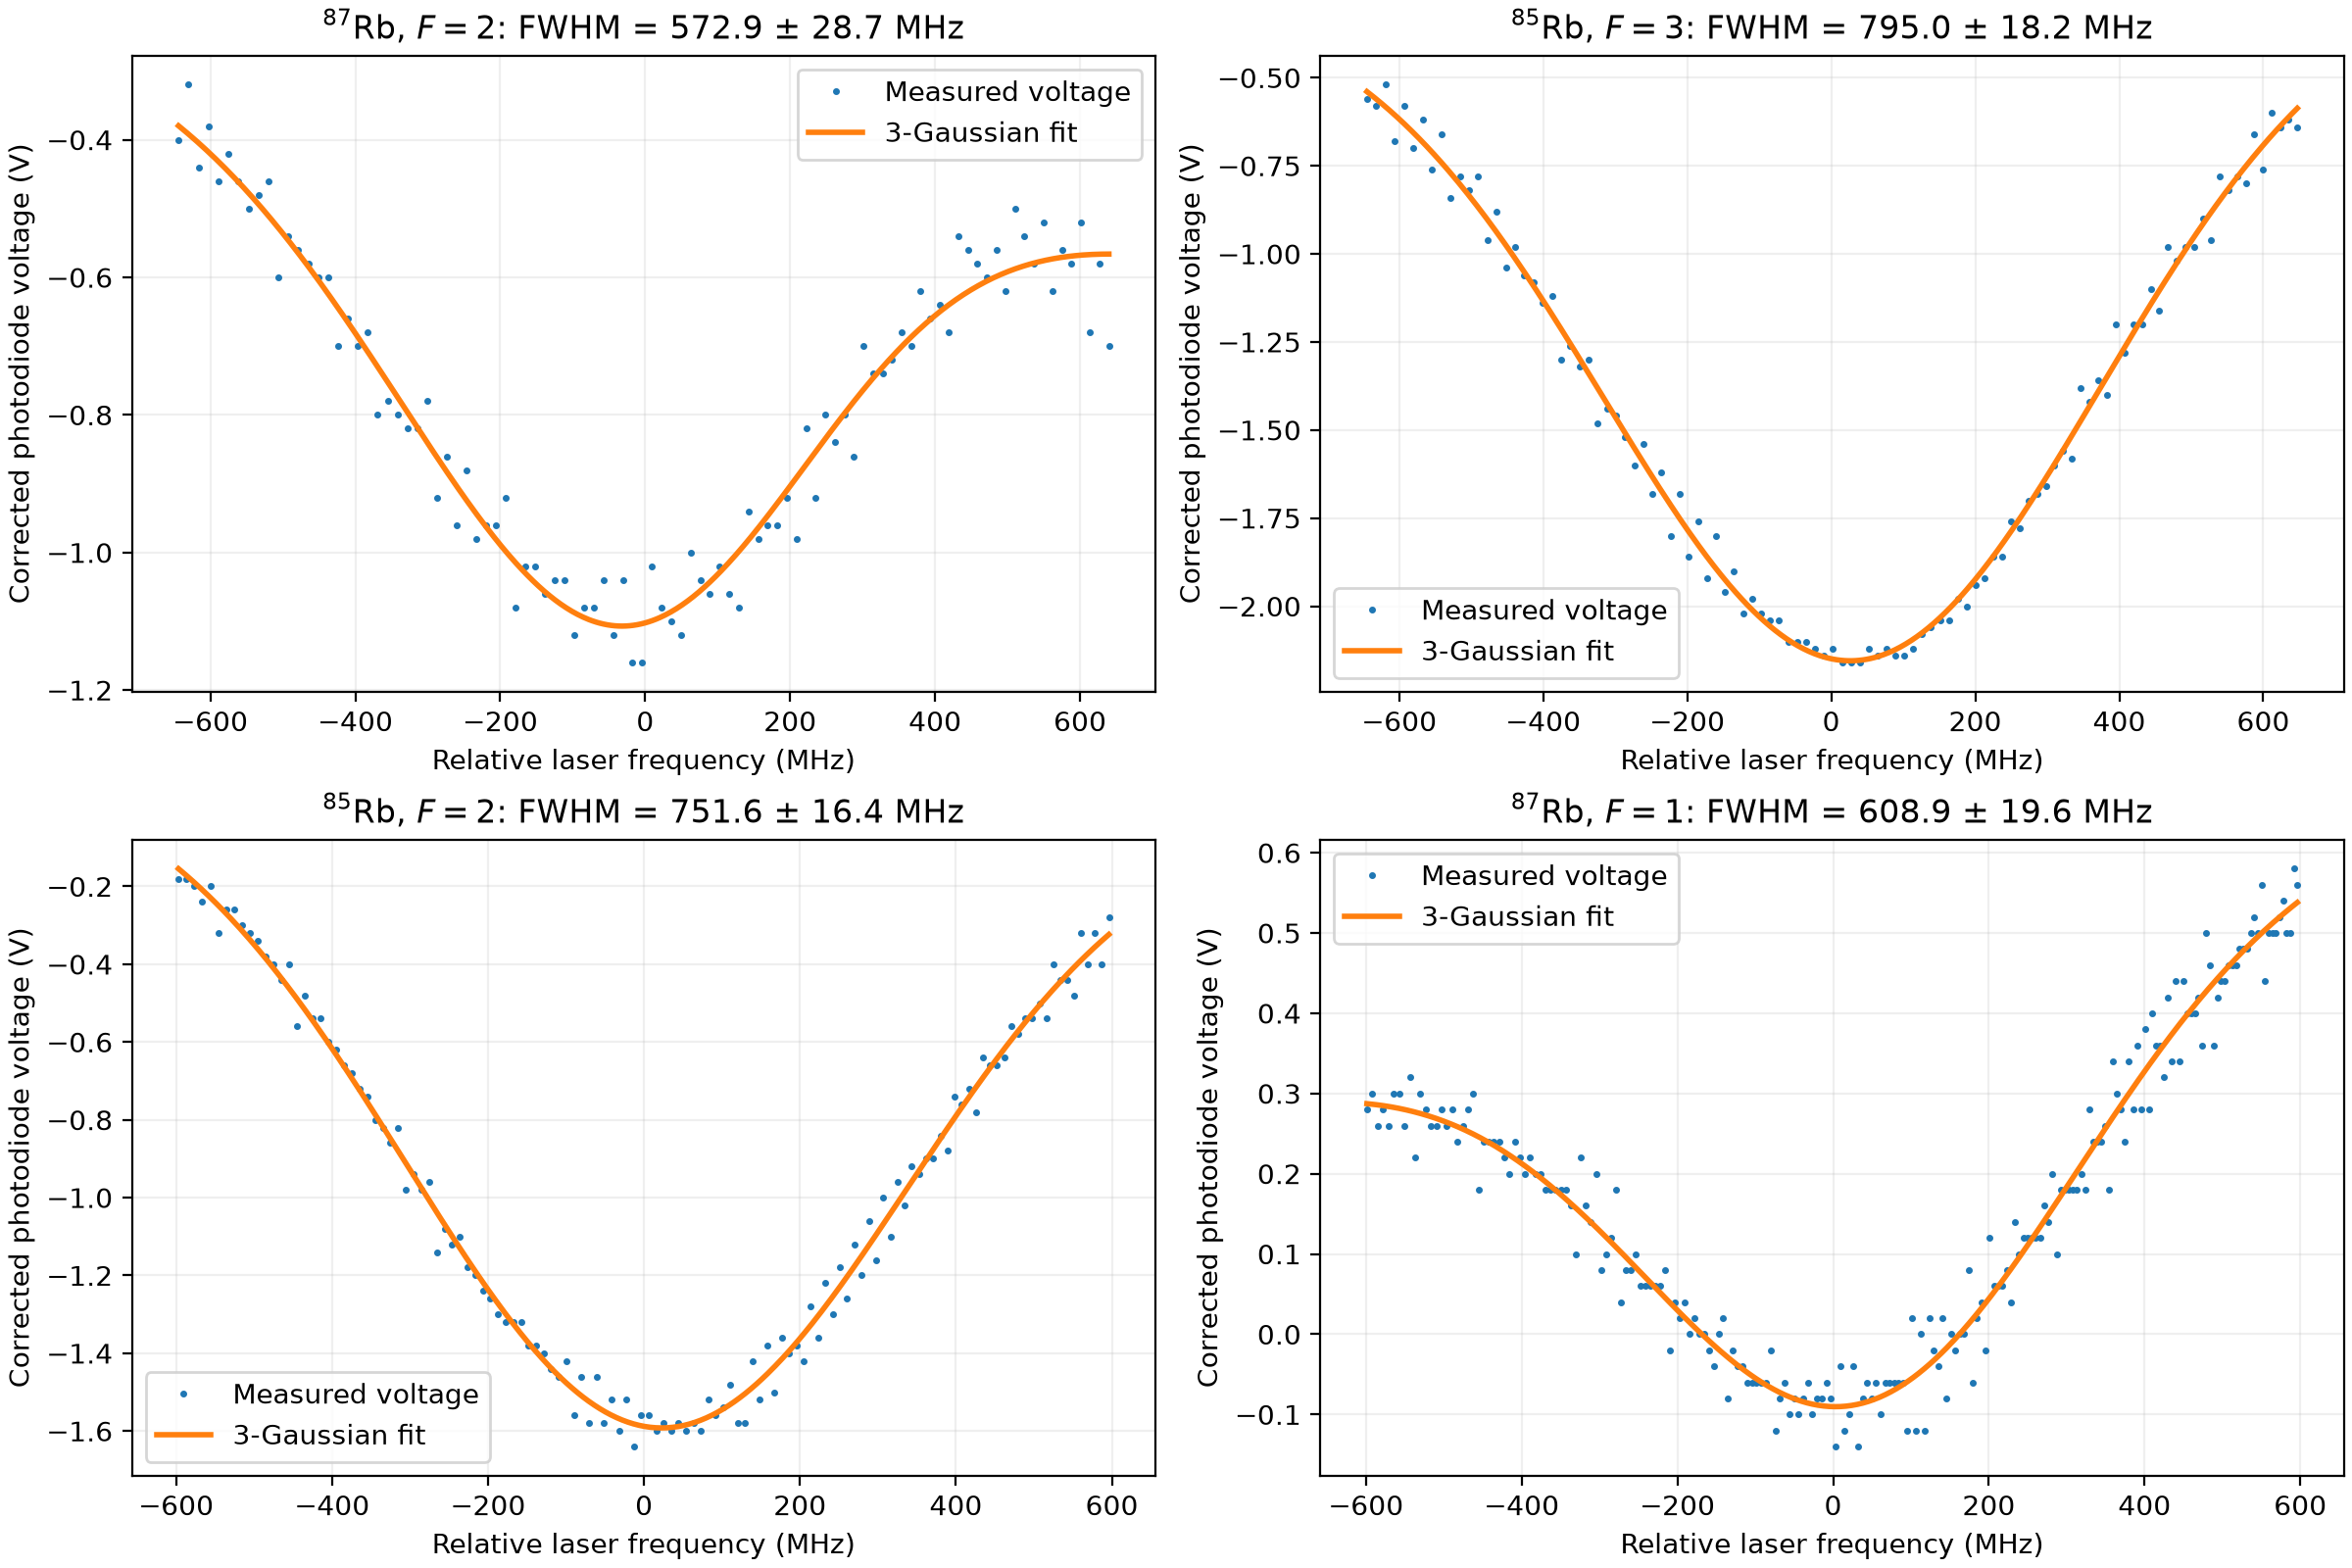 ⁸⁷Rb, F = 2: FWHM = 572.9 ± 28.7 MHz
Corrected photodiode voltage (V)
−0.4
−0.6
−0.8
−1.0
−1.2
Measured voltage
3-Gaussian fit
−600 −400 −200 0 200 400 600
Relative laser frequency (MHz)
⁸⁵Rb, F = 3: FWHM = 795.0 ± 18.2 MHz
Corrected photodiode voltage (V)
−0.50
−0.75
−1.00
−1.25
−1.50
−1.75
−2.00
Measured voltage
3-Gaussian fit
−600 −400 −200 0 200 400 600
Relative laser frequency (MHz)
⁸⁵Rb, F = 2: FWHM = 751.6 ± 16.4 MHz
Corrected photodiode voltage (V)
−0.2
−0.4
−0.6
−0.8
−1.0
−1.2
−1.4
−1.6
Measured voltage
3-Gaussian fit
−600 −400 −200 0 200 400 600
Relative laser frequency (MHz)
⁸⁷Rb, F = 1: FWHM = 608.9 ± 19.6 MHz
Corrected photodiode voltage (V)
0.6
0.5
0.4
0.3
0.2
0.1
0.0
−0.1
Measured voltage
3-Gaussian fit
−600 −400 −200 0 200 400 600
Relative laser frequency (MHz)